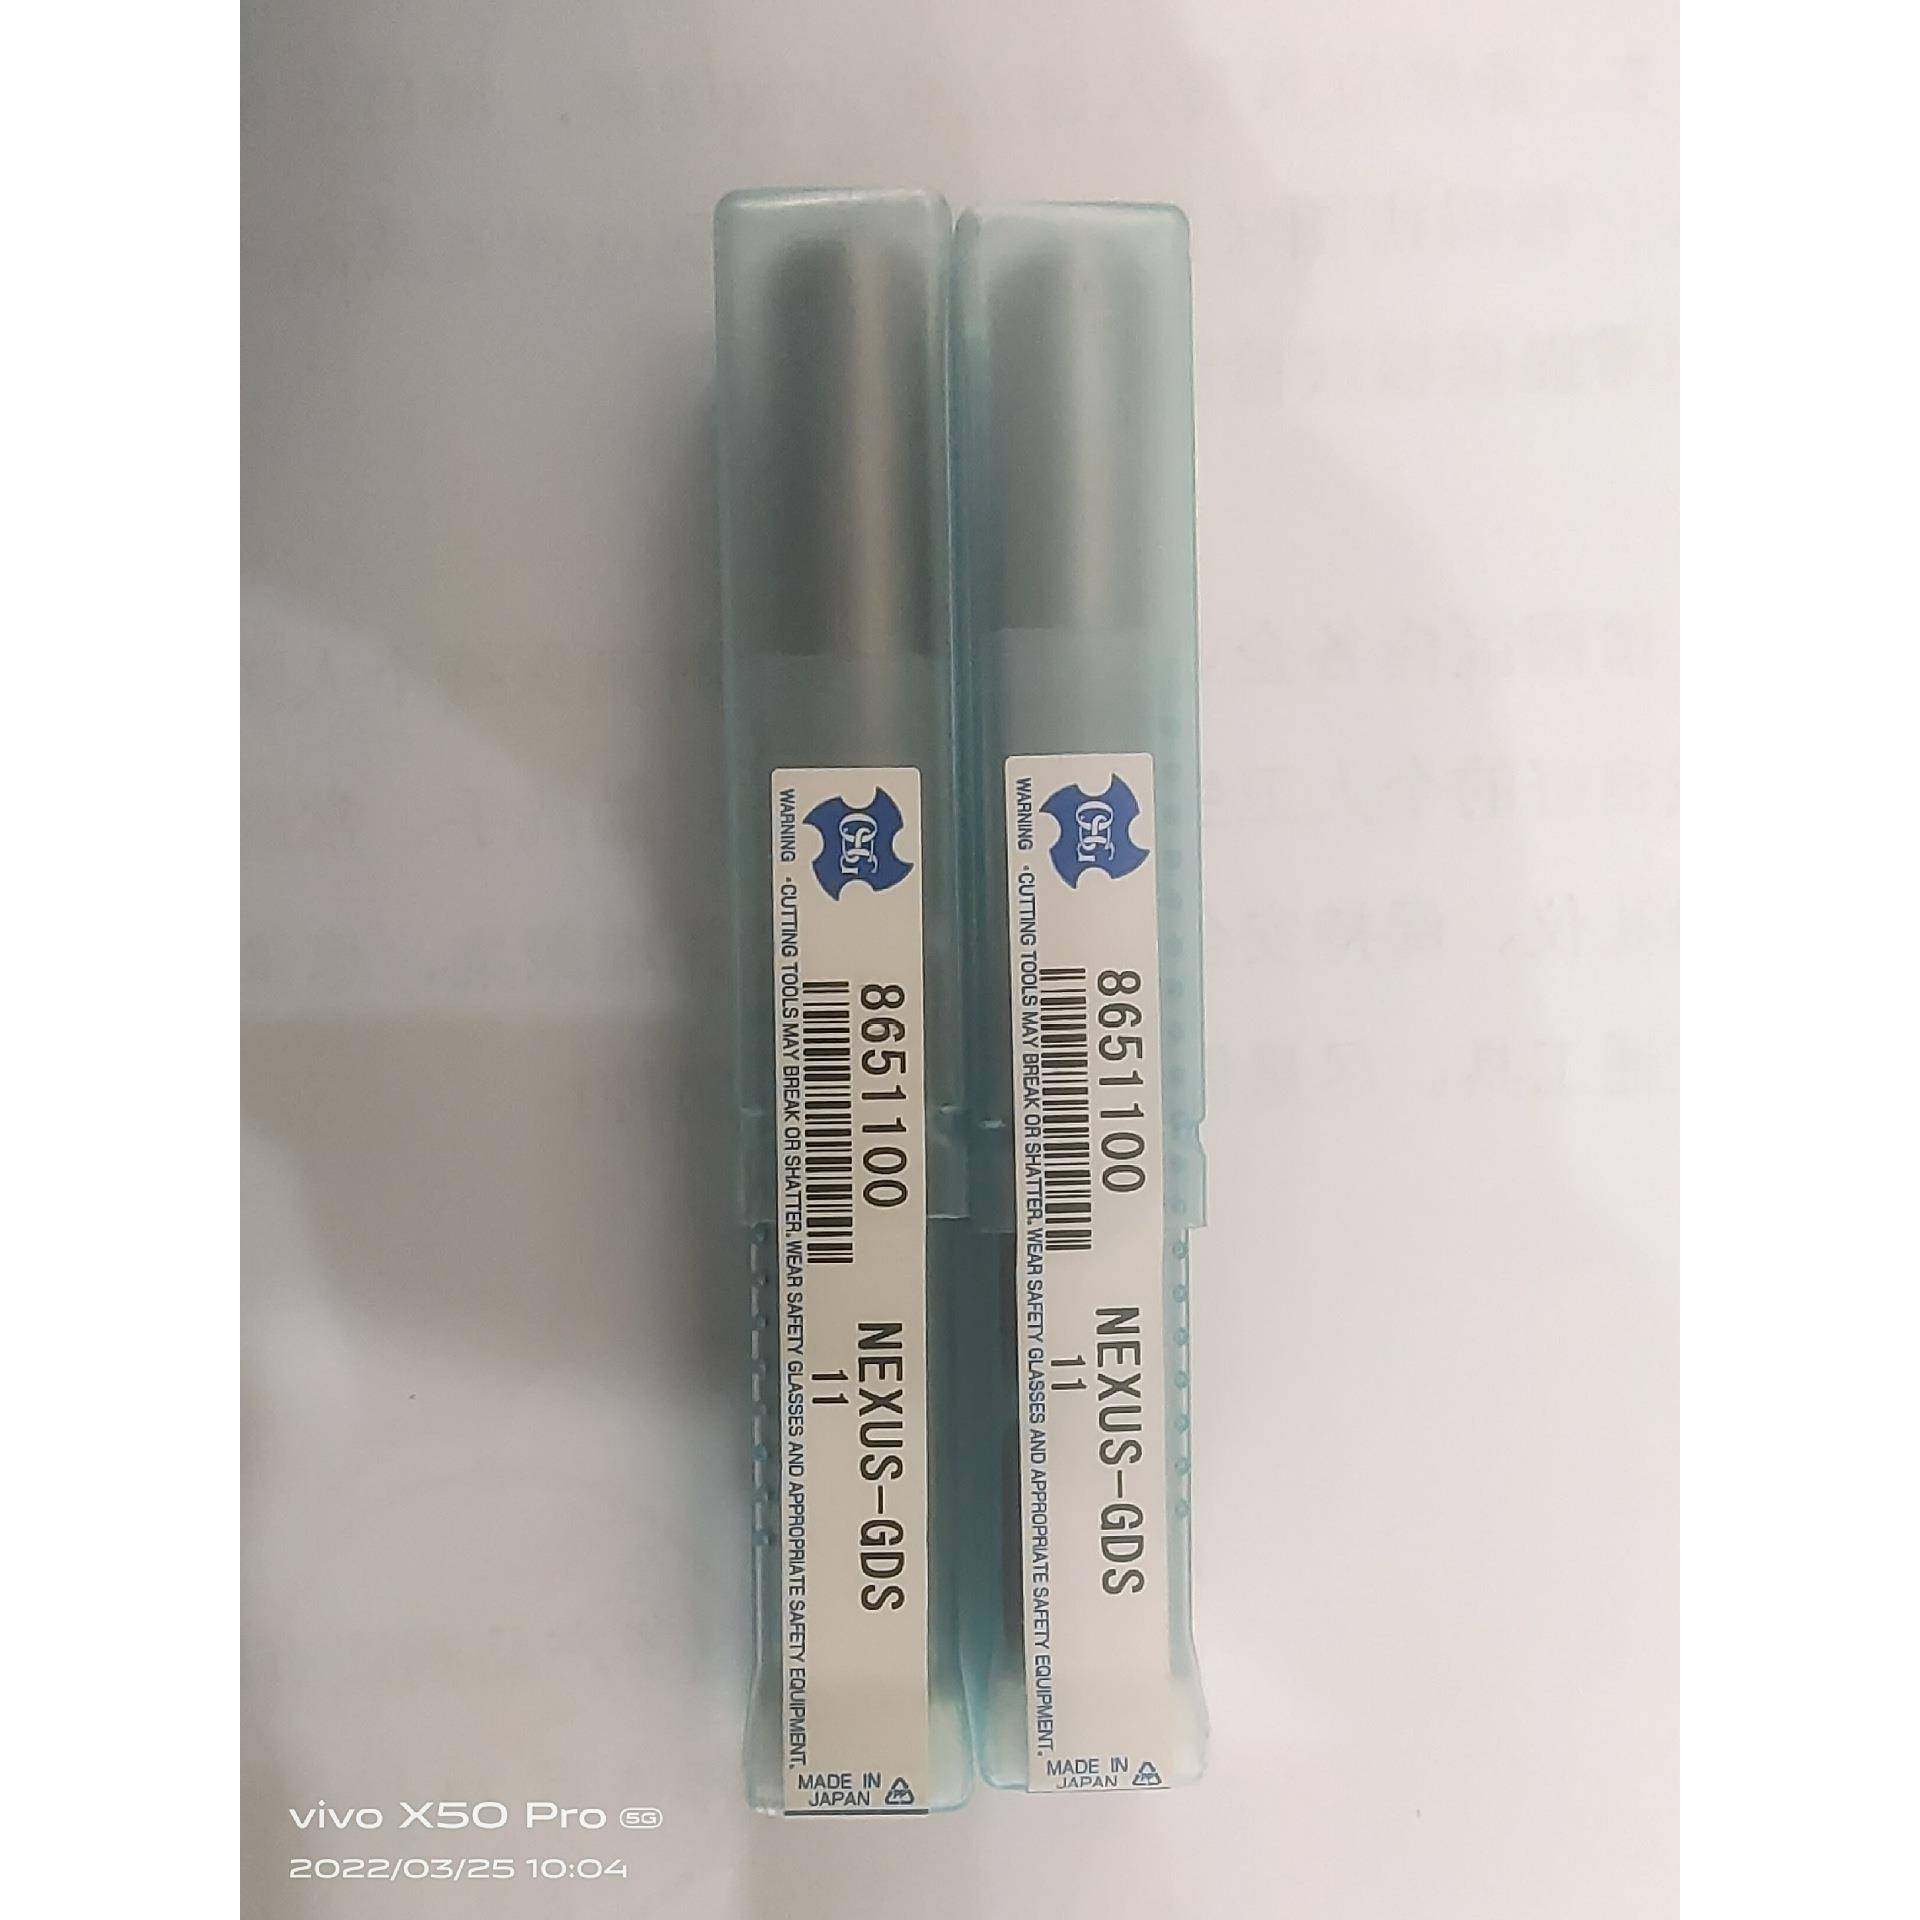 OSG
8651100 NEXUS-GDS
11
WARNING ・CUTTING TOOLS MAY BREAK OR SHATTER. WEAR SAFETY GLASSES AND APPROPRIATE SAFETY EQUIPMENT.
MADE IN
JAPAN
OSG
8651100 NEXUS-GDS
11
WARNING ・CUTTING TOOLS MAY BREAK OR SHATTER. WEAR SAFETY GLASSES AND APPROPRIATE SAFETY EQUIPMENT.
MADE IN
JAPAN
vivo X50 Pro 5G
2022/03/25 10:04